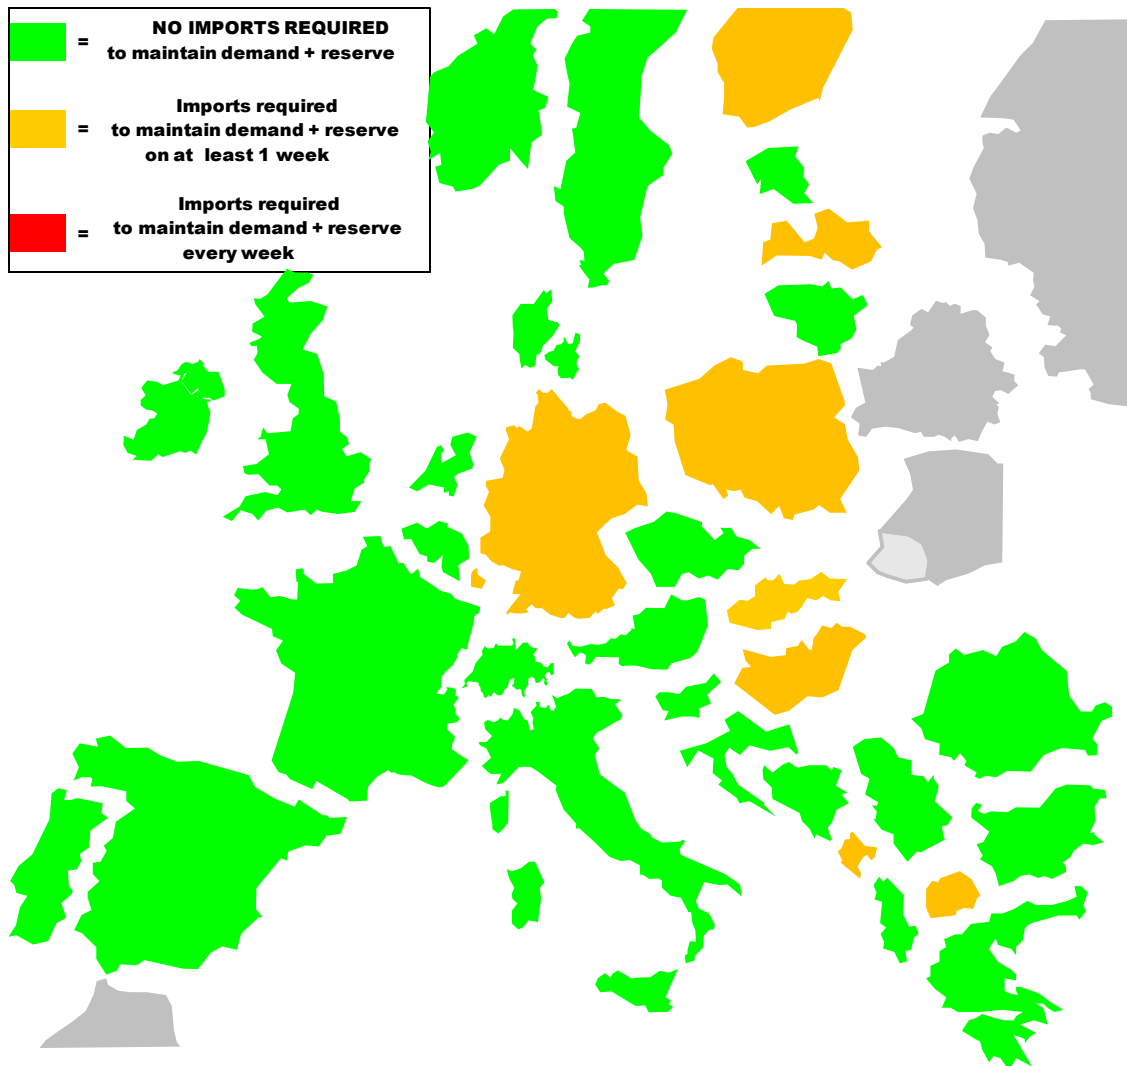 = NO IMPORTS REQUIRED
to maintain demand + reserve
Imports required
= to maintain demand + reserve
on at least 1 week
Imports required
= to maintain demand + reserve
every week